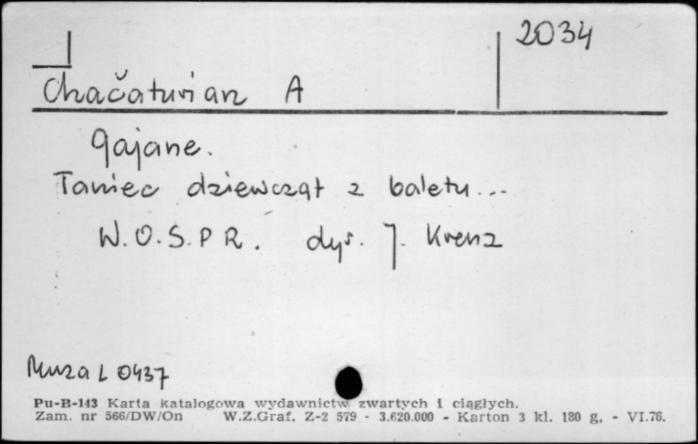 2034
Chačaturian A
Gajane.
Taniec dziewcząt z baletu...
W.O.S.P R. dyr. J. Krenz
Muza L 0437
Pu-B-143 Karta katalogowa wydawnictw zwartych i ciągłych.
Zam. nr 566/DW/On W.Z.Graf. Z-2 579 - 3.620.000 - Karton 3 kl. 180 g, - VI.76.